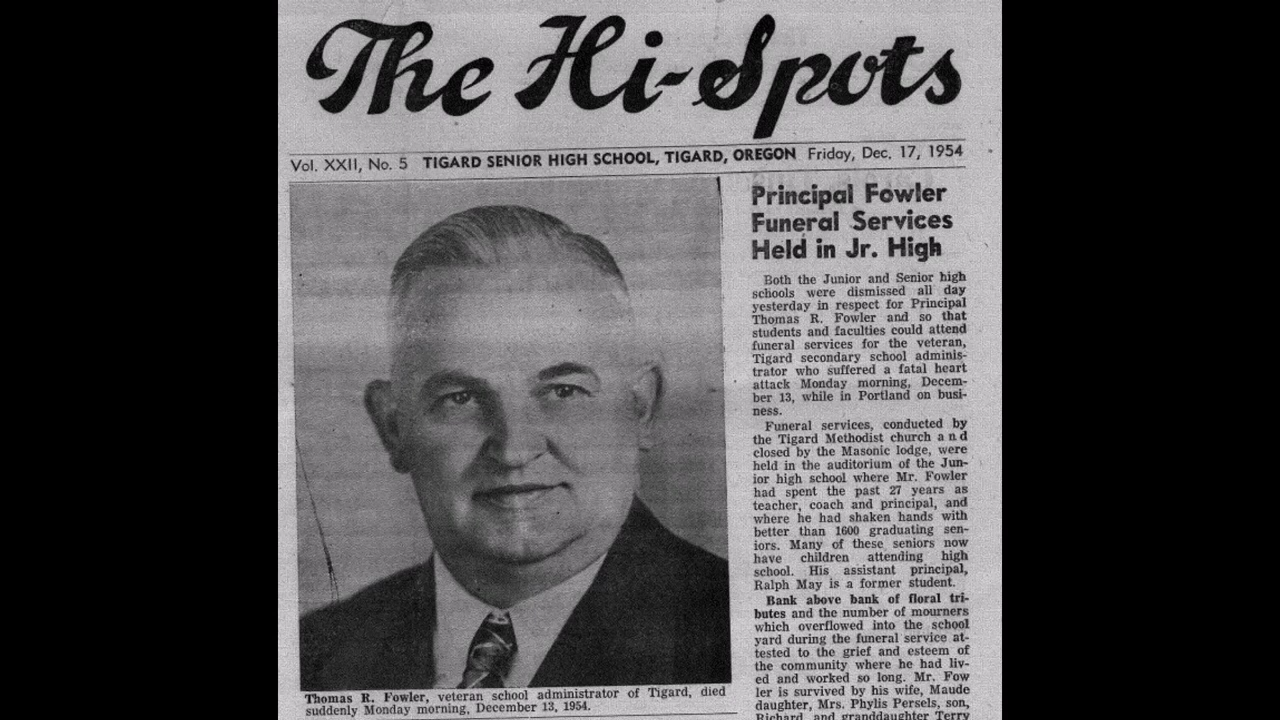 The Hi-Spots
Vol. XXII, No. 5 TIGARD SENIOR HIGH SCHOOL, TIGARD, OREGON Friday, Dec. 17, 1954
Thomas R. Fowler, veteran school administrator of Tigard, died
suddenly Monday morning, December 13, 1954.
Principal Fowler
Funeral Services
Held in Jr. High
Both the Junior and Senior high
schools were dismissed all day
yesterday in respect for Principal
Thomas R. Fowler and so that
students and faculties could attend
funeral services for the veteran,
Tigard secondary school adminis-
trator who suffered a fatal heart
attack Monday morning, Decem-
ber 13, while in Portland on busi-
ness.
Funeral services, conducted by
the Tigard Methodist church and
closed by the Masonic lodge, were
held in the auditorium of the Jun-
ior high school where Mr. Fowler
had spent the past 27 years as
teacher, coach and principal, and
where he had shaken hands with
better than 1600 graduating sen-
iors. Many of these seniors now
have children attending high
school. His assistant principal,
Ralph May is a former student.
Bank above bank of floral tri-
butes and the number of mourners
which overflowed into the school
yard during the funeral service at-
tested to the grief and esteem of
the community where he had liv-
ed and worked so long. Mr. Fow
ler is survived by his wife, Maude
daughter, Mrs. Phylis Persels, son,
Richard, and granddaughter Terry